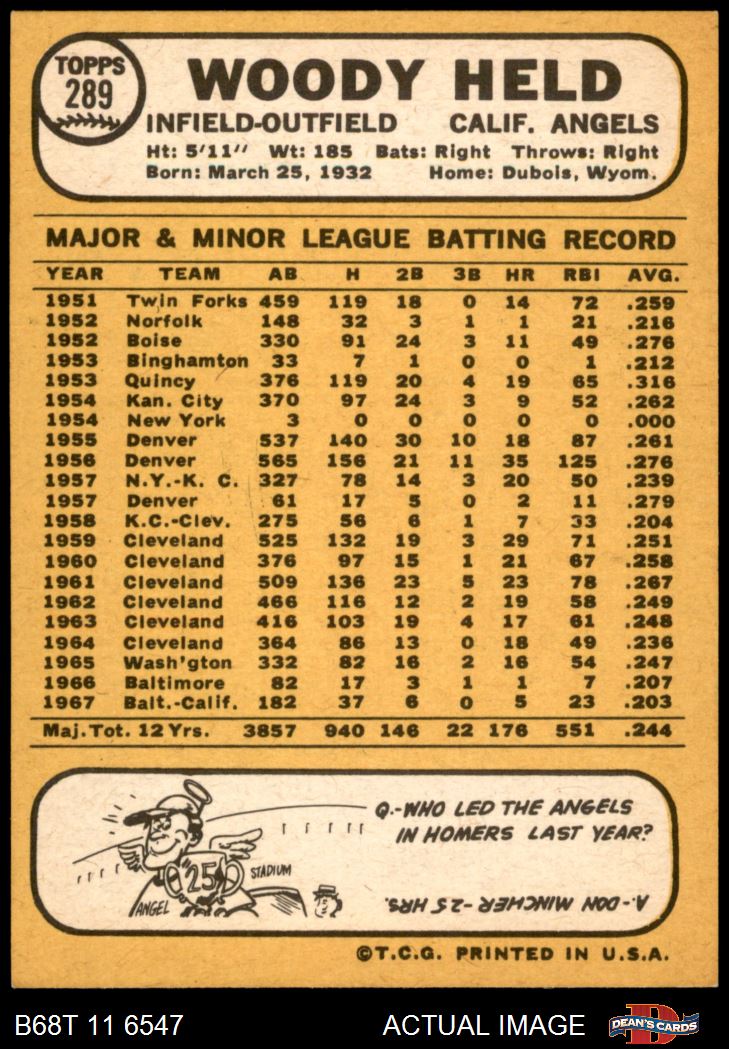 TOPPS
289
WOODY HELD
INFIELD-OUTFIELD CALIF. ANGELS
Ht: 5'11'' Wt: 185 Bats: Right Throws: Right
Born: March 25, 1932 Home: Dubois, Wyom.
MAJOR & MINOR LEAGUE BATTING RECORD
YEAR TEAM AB H 2B 3B HR RBI AVG.
1951 Twin Forks 459 119 18 0 14 72 .259
1952 Norfolk 148 32 3 1 1 21 .216
1952 Boise 330 91 24 3 11 49 .276
1953 Binghamton 33 7 1 0 0 1 .212
1953 Quincy 376 119 20 4 19 65 .316
1954 Kan. City 370 97 24 3 9 52 .262
1954 New York 3 0 0 0 0 0 .000
1955 Denver 537 140 30 10 18 87 .261
1956 Denver 565 156 21 11 35 125 .276
1957 N.Y.-K. C. 327 78 14 3 20 50 .239
1957 Denver 61 17 5 0 2 11 .279
1958 K.C.-Clev. 275 56 6 1 7 33 .204
1959 Cleveland 525 132 19 3 29 71 .251
1960 Cleveland 376 97 15 1 21 67 .258
1961 Cleveland 509 136 23 5 23 78 .267
1962 Cleveland 466 116 12 2 19 58 .249
1963 Cleveland 416 103 19 4 17 61 .248
1964 Cleveland 364 86 13 0 18 49 .236
1965 Wash'gton 332 82 16 2 16 54 .247
1966 Baltimore 82 17 3 1 1 7 .207
1967 Balt.-Calif. 182 37 6 0 5 23 .203
Maj. Tot. 12 Yrs. 3857 940 146 22 176 551 .244
Q.-WHO LED THE ANGELS
IN HOMERS LAST YEAR?
25
STADIUM
ANGEL
A.-DON MINCHER-25 HRS.
©T.C.G. PRINTED IN U.S.A.
B68T 11 6547 ACTUAL IMAGE
DEAN'S CARDS